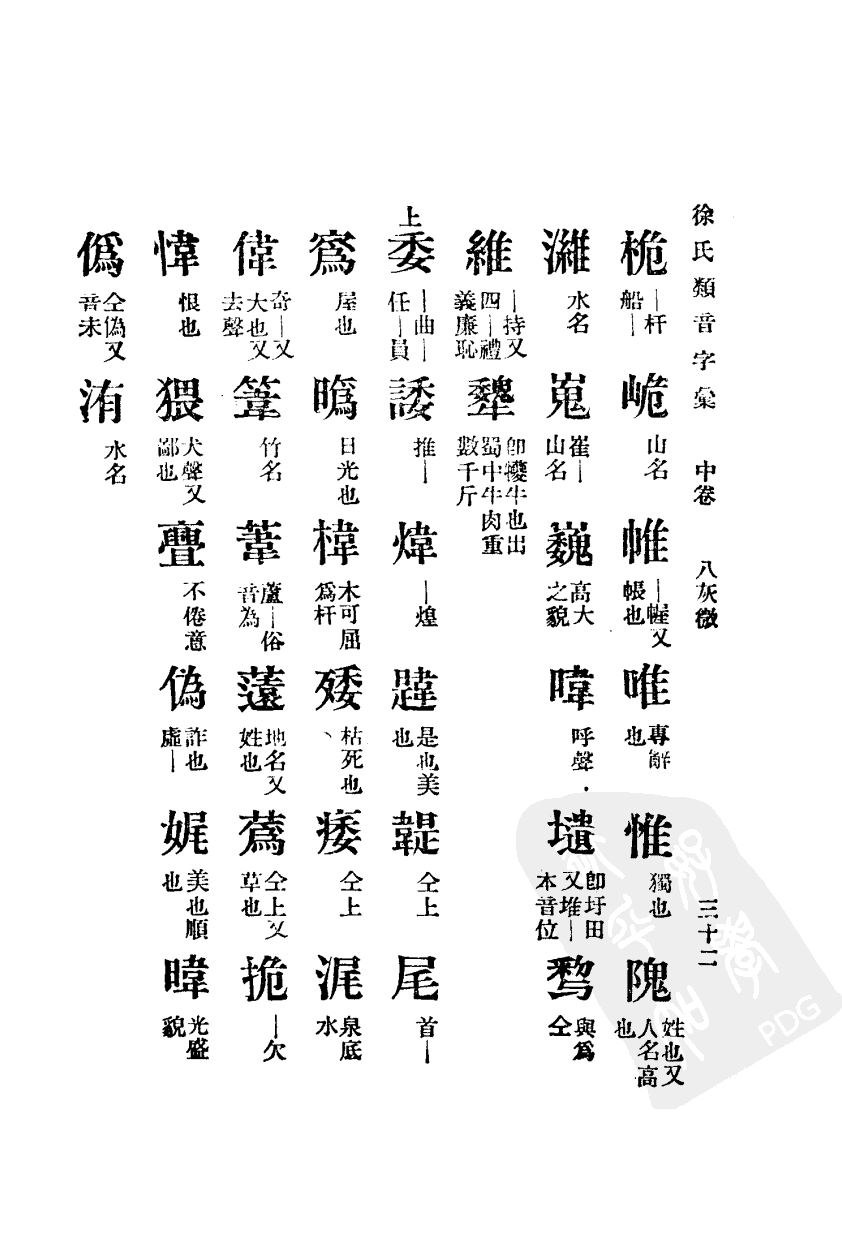 徐氏類音字彙 中卷 八灰微 三十二
桅 ｜杆船｜ 峗 山名 帷 ｜幄又帳也 唯 專辭也 惟 獨也 隗 姓也又人名高也
濰 水名 嵬 崔｜山名 巍 高大之貌 暐 呼聲 壝 即圩田又堆｜本音位 與爲仝
維 ｜持又四｜禮義廉恥 犩 即犪牛也出蜀中牛肉重數千斤
上
委 ｜曲｜任｜員 諉 推｜ 煒 ｜煌 韙 是也美也 韪 仝上 尾 首｜
寪 屋也 日光也 椲 木可屈爲杆 矮 枯死也 痿 仝上 浘 泉底水
偉 奇｜又大也又去聲 竹名 葦 蘆｜俗音為 薳 地名又姓也 蔿 仝上又草也 ｜欠
愇 恨也 猥 犬聲又鄙也 亹 不倦意 偽 詐也虛｜ 娓 美也順也 暐 光盛貌
僞 仝偽又音未 洧 水名